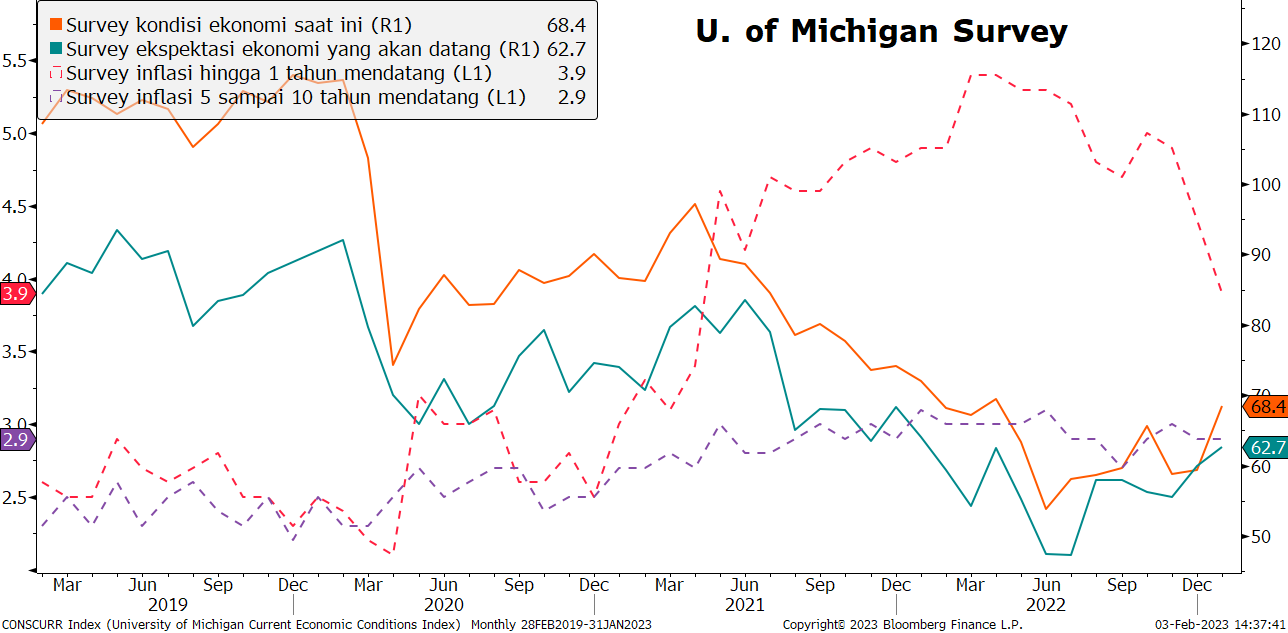 U. of Michigan Survey
Survey kondisi ekonomi saat ini (R1) 68.4
Survey ekspektasi ekonomi yang akan datang (R1) 62.7
Survey inflasi hingga 1 tahun mendatang (L1) 3.9
Survey inflasi 5 sampai 10 tahun mendatang (L1) 2.9
5.5
5.0
4.5
4.0
3.9
3.5
3.0
2.9
2.5
120
110
100
90
80
70
68.4
62.7
60
50
Mar Jun Sep Dec Mar Jun Sep Dec Mar Jun Sep Dec Mar Jun Sep Dec
2019 2020 2021 2022
CONSCURR Index (University of Michigan Current Economic Conditions Index) Monthly 28FEB2019-31JAN2023 Copyright© 2023 Bloomberg Finance L.P. 03-Feb-2023 14:37:41